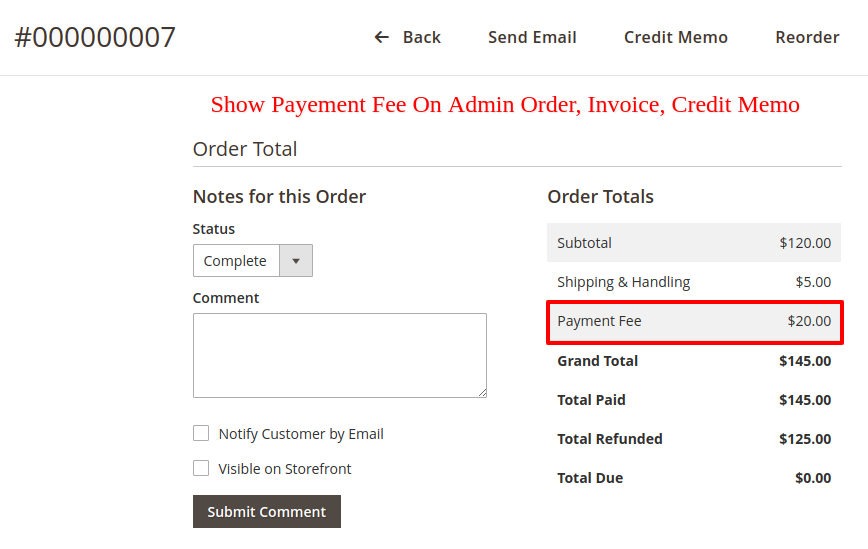 #000000007
← Back Send Email Credit Memo Reorder
Show Payement Fee On Admin Order, Invoice, Credit Memo
Order Total
Notes for this Order
Status
Complete
Comment
Notify Customer by Email
Visible on Storefront
Submit Comment
Order Totals
Subtotal $120.00
Shipping & Handling $5.00
Payment Fee $20.00
Grand Total $145.00
Total Paid $145.00
Total Refunded $125.00
Total Due $0.00